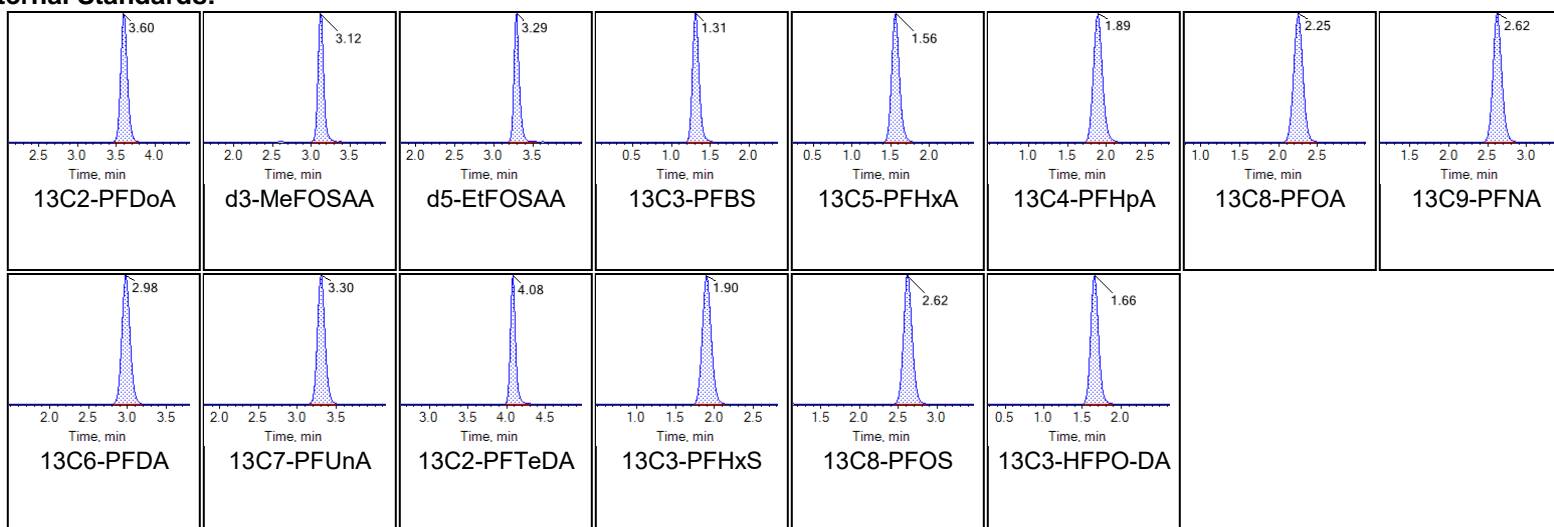 ternal Standards:
3.60 3.12 3.29 1.31 1.56 1.89 2.25 2.62
2.5 3.0 3.5 4.0 2.0 2.5 3.0 3.5 2.0 2.5 3.0 3.5 0.5 1.0 1.5 2.0 0.5 1.0 1.5 2.0 1.0 1.5 2.0 2.5 1.0 1.5 2.0 2.5 1.5 2.0 2.5 3.0
Time, min Time, min Time, min Time, min Time, min Time, min Time, min Time, min
13C2-PFDoA d3-MeFOSAA d5-EtFOSAA 13C3-PFBS 13C5-PFHxA 13C4-PFHpA 13C8-PFOA 13C9-PFNA
2.98 3.30 4.08 1.90 2.62 1.66
2.0 2.5 3.0 3.5 2.0 2.5 3.0 3.5 3.0 3.5 4.0 4.5 1.0 1.5 2.0 2.5 1.5 2.0 2.5 3.0 0.5 1.0 1.5 2.0
Time, min Time, min Time, min Time, min Time, min Time, min
13C6-PFDA 13C7-PFUnA 13C2-PFTeDA 13C3-PFHxS 13C8-PFOS 13C3-HFPO-DA